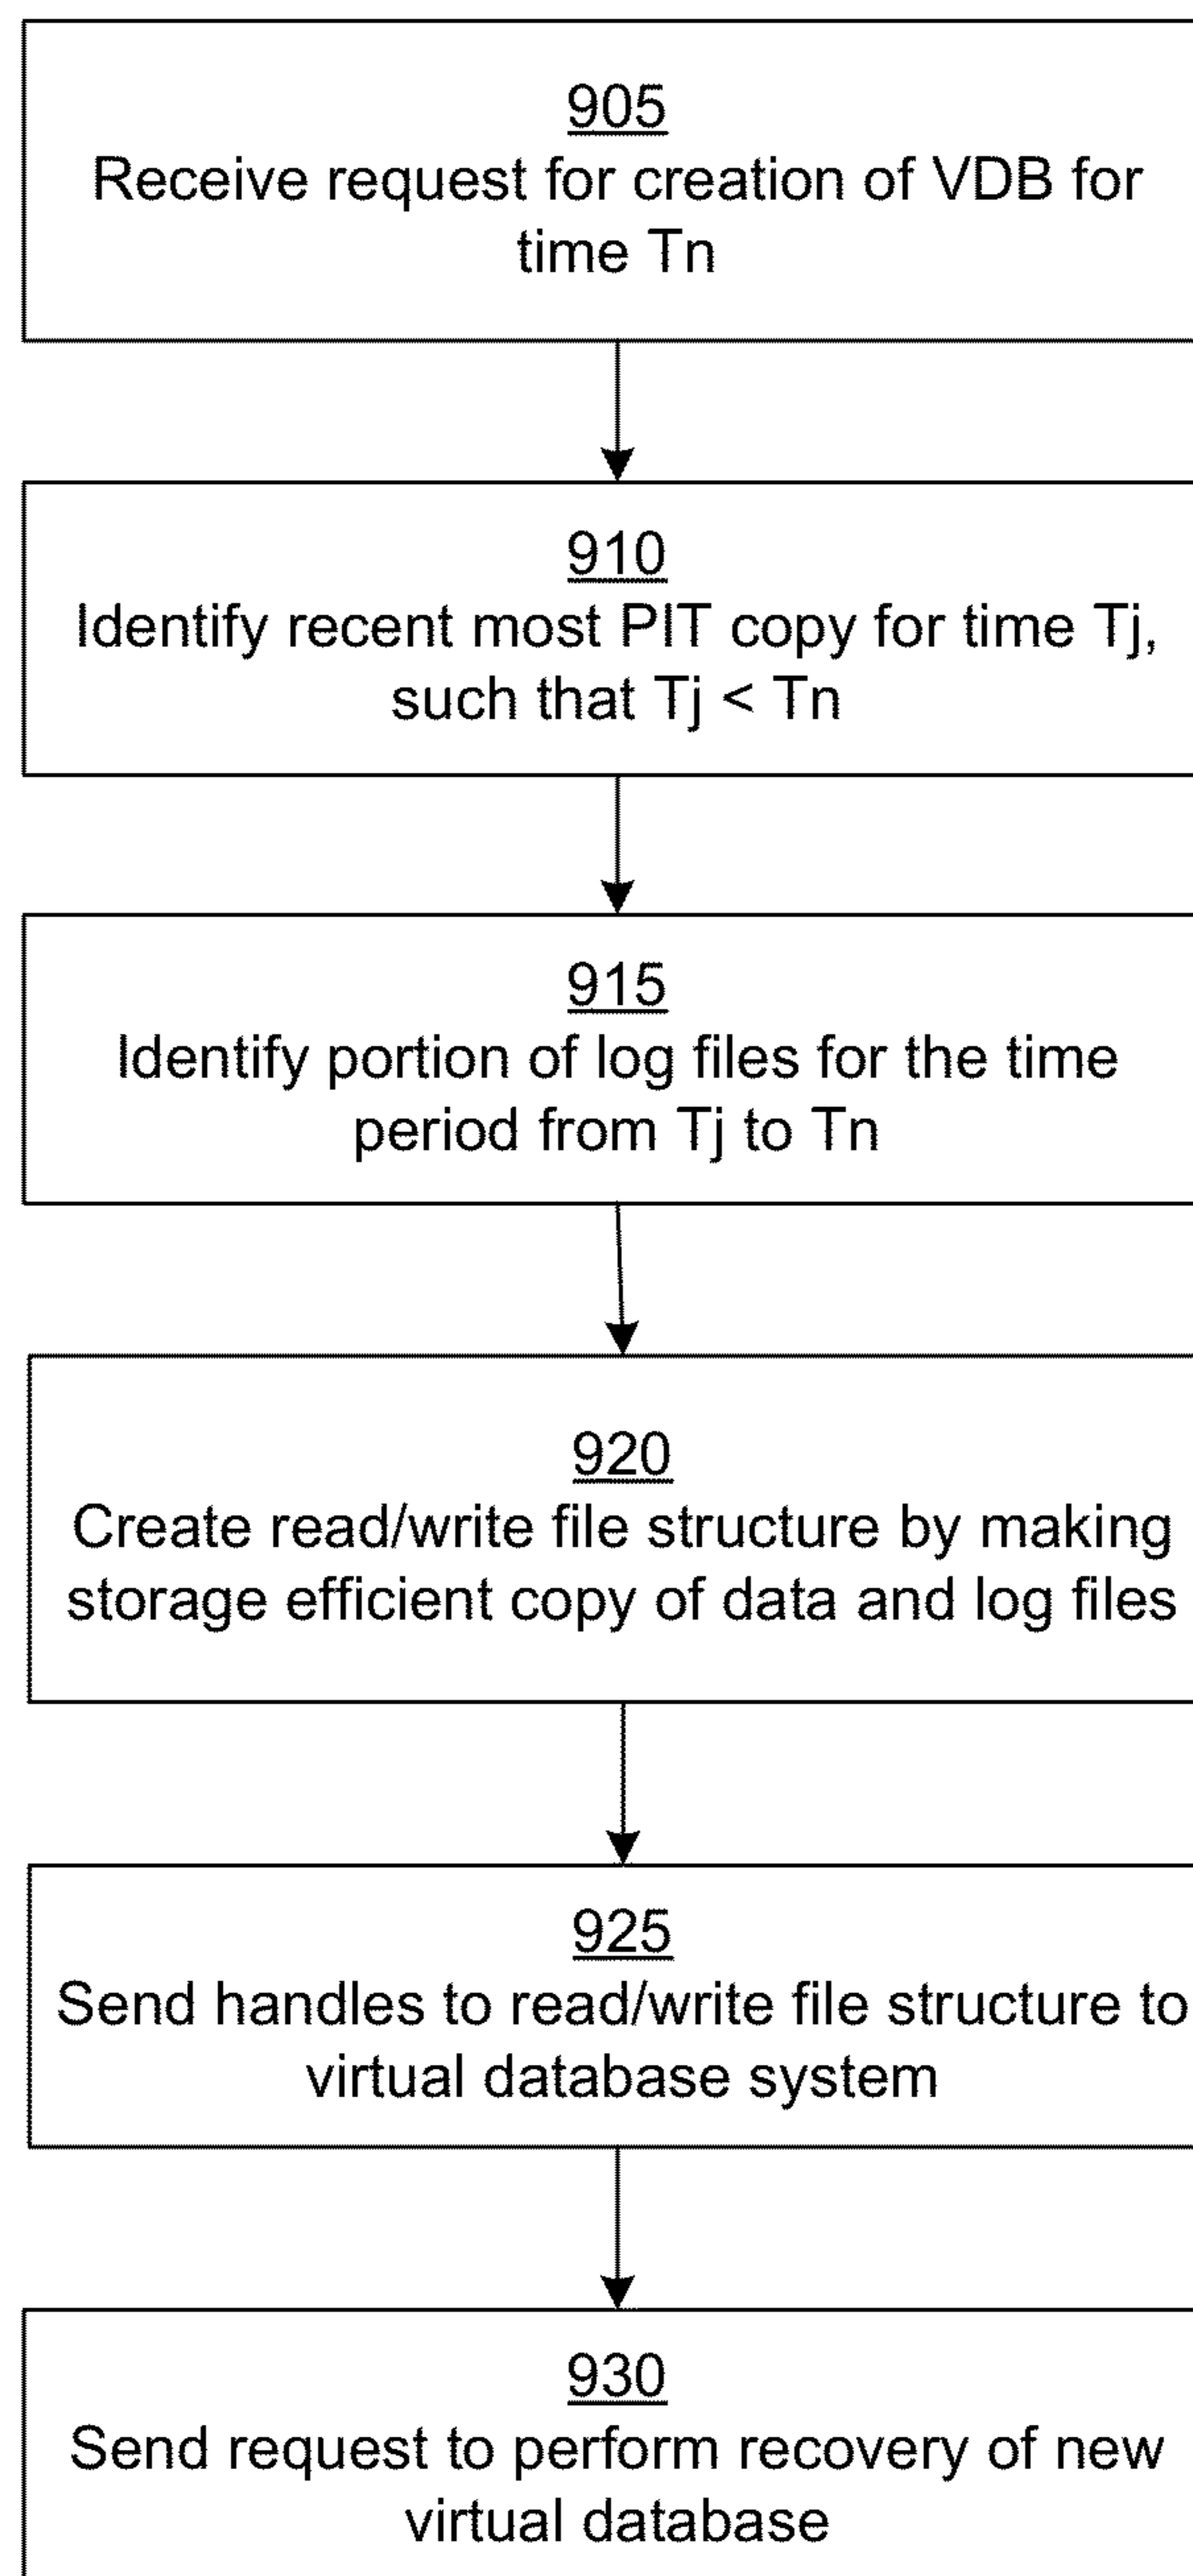 905
Receive request for creation of VDB for
time Tn
910
Identify recent most PIT copy for time Tj,
such that Tj < Tn
915
Identify portion of log files for the time
period from Tj to Tn
920
Create read/write file structure by making
storage efficient copy of data and log files
925
Send handles to read/write file structure to
virtual database system
930
Send request to perform recovery of new
virtual database